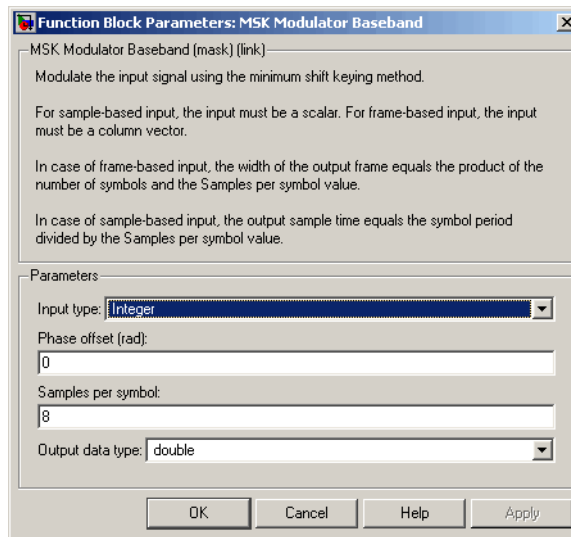 Function Block Parameters: MSK Modulator Baseband
MSK Modulator Baseband (mask) (link)
Modulate the input signal using the minimum shift keying method.
For sample-based input, the input must be a scalar. For frame-based input, the input
must be a column vector.
In case of frame-based input, the width of the output frame equals the product of the
number of symbols and the Samples per symbol value.
In case of sample-based input, the output sample time equals the symbol period
divided by the Samples per symbol value.
Parameters
Input type: Integer
Phase offset (rad):
0
Samples per symbol:
8
Output data type: double
OK Cancel Help Apply